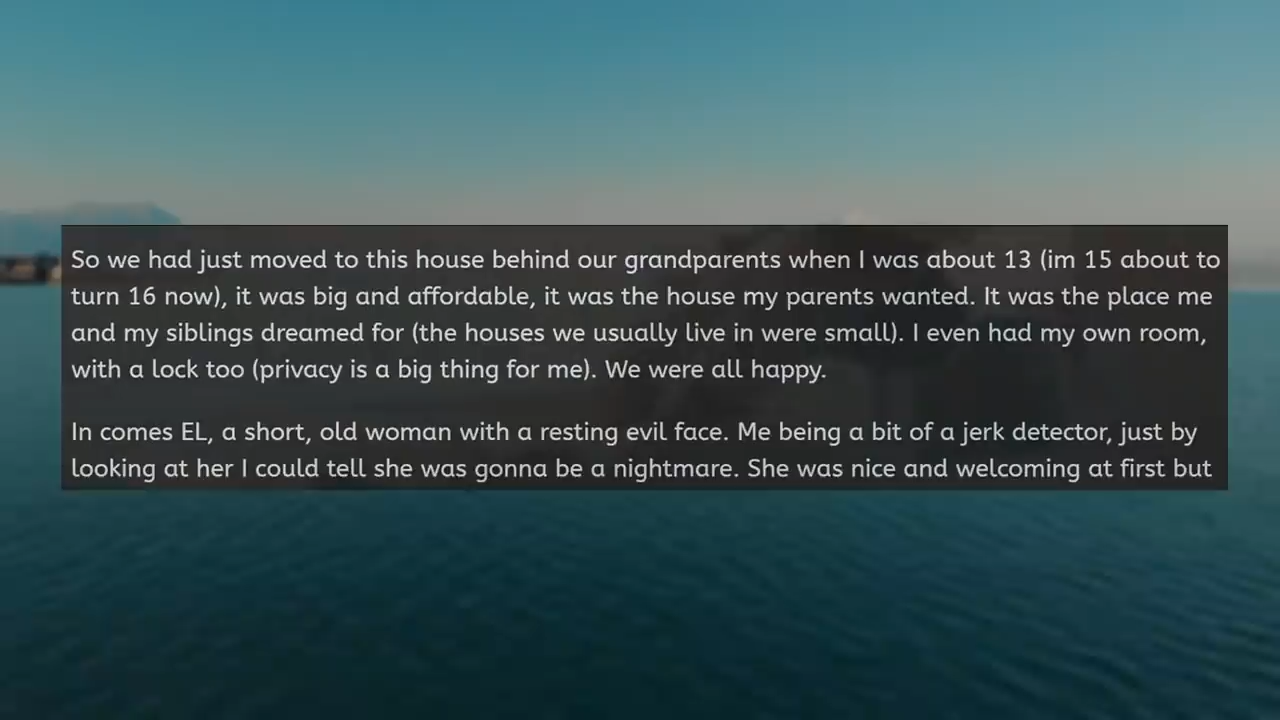 So we had just moved to this house behind our grandparents when I was about 13 (im 15 about to
turn 16 now), it was big and affordable, it was the house my parents wanted. It was the place me
and my siblings dreamed for (the houses we usually live in were small). I even had my own room,
with a lock too (privacy is a big thing for me). We were all happy.
In comes EL, a short, old woman with a resting evil face. Me being a bit of a jerk detector, just by
looking at her I could tell she was gonna be a nightmare. She was nice and welcoming at first but